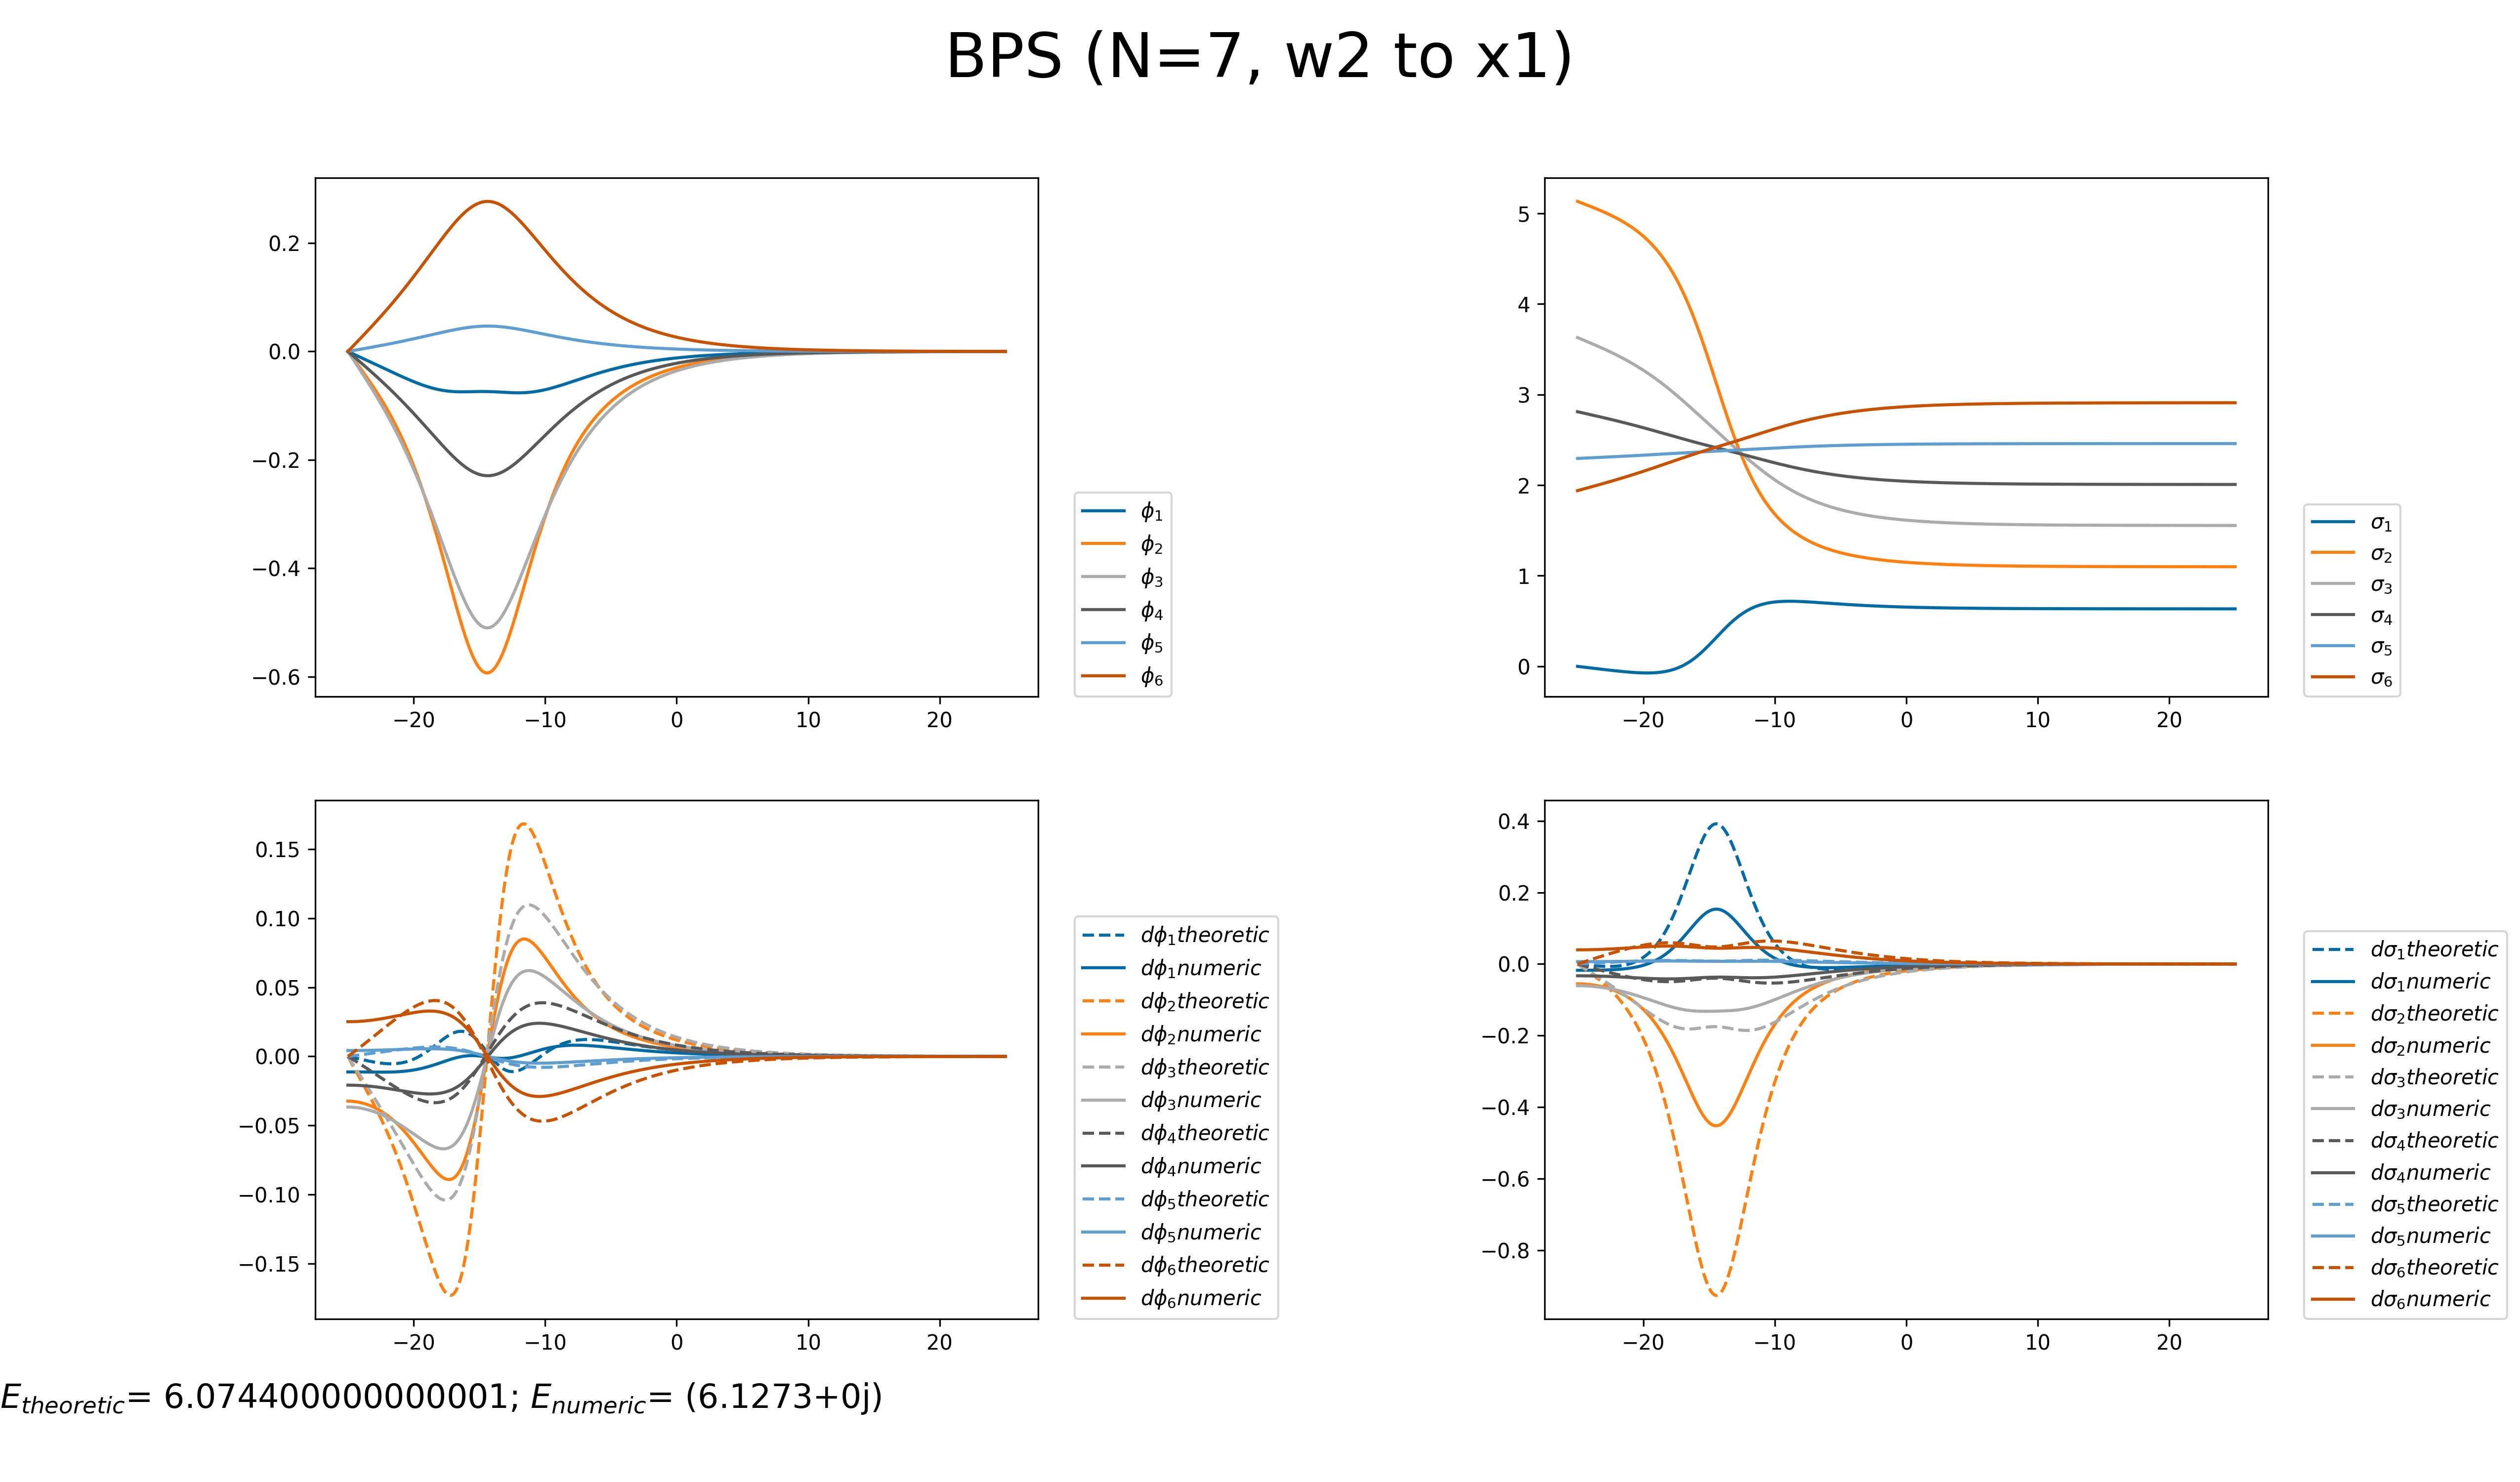 BPS (N=7, w2 to x1)
0.2
0.0
−0.2
−0.4
−0.6
−20
−10
0
10
20
ϕ₁
ϕ₂
ϕ₃
ϕ₄
ϕ₅
ϕ₆
5
4
3
2
1
0
−20
−10
0
10
20
σ₁
σ₂
σ₃
σ₄
σ₅
σ₆
0.15
0.10
0.05
0.00
−0.05
−0.10
−0.15
−20
−10
0
10
20
dϕ₁theoretic
dϕ₁numeric
dϕ₂theoretic
dϕ₂numeric
dϕ₃theoretic
dϕ₃numeric
dϕ₄theoretic
dϕ₄numeric
dϕ₅theoretic
dϕ₅numeric
dϕ₆theoretic
dϕ₆numeric
0.4
0.2
0.0
−0.2
−0.4
−0.6
−0.8
−20
−10
0
10
20
dσ₁theoretic
dσ₁numeric
dσ₂theoretic
dσ₂numeric
dσ₃theoretic
dσ₃numeric
dσ₄theoretic
dσ₄numeric
dσ₅theoretic
dσ₅numeric
dσ₆theoretic
dσ₆numeric
E_theoretic= 6.074400000000001; E_numeric= (6.1273+0j)